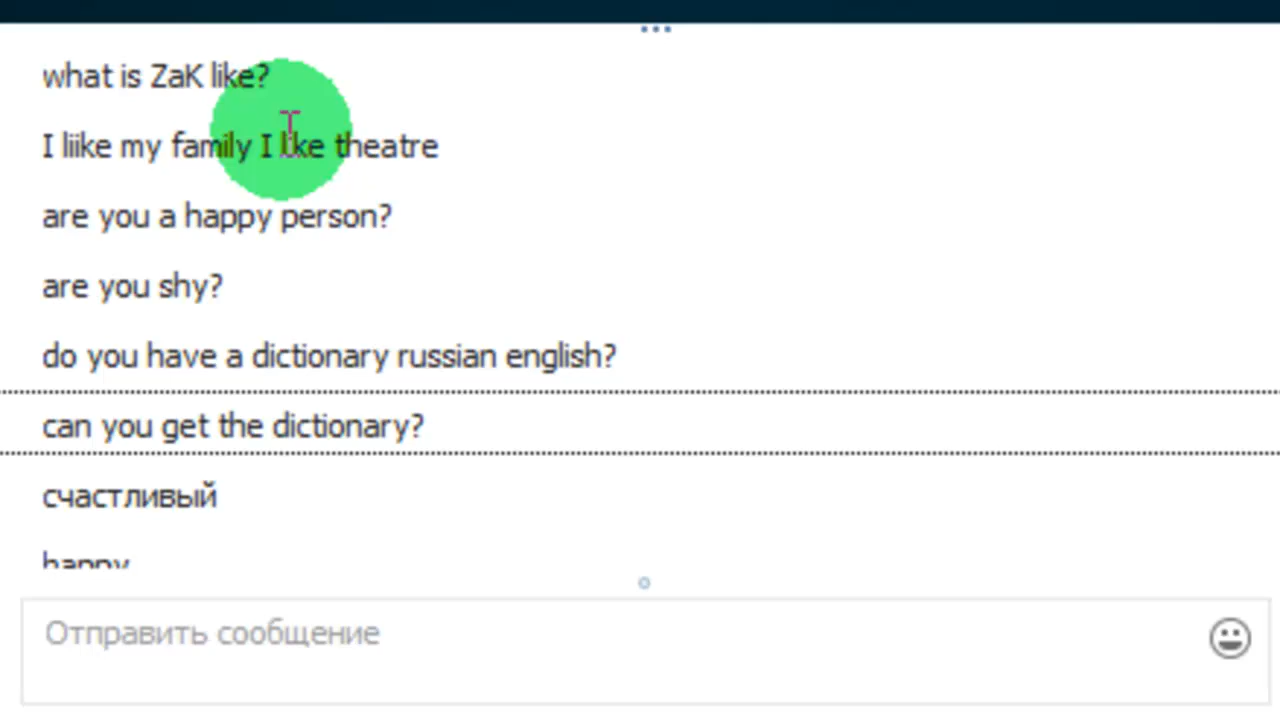 what is ZaK like?
I liike my family I like theatre
are you a happy person?
are you shy?
do you have a dictionary russian english?
can you get the dictionary?
счастливый
happy
Отправить сообщение